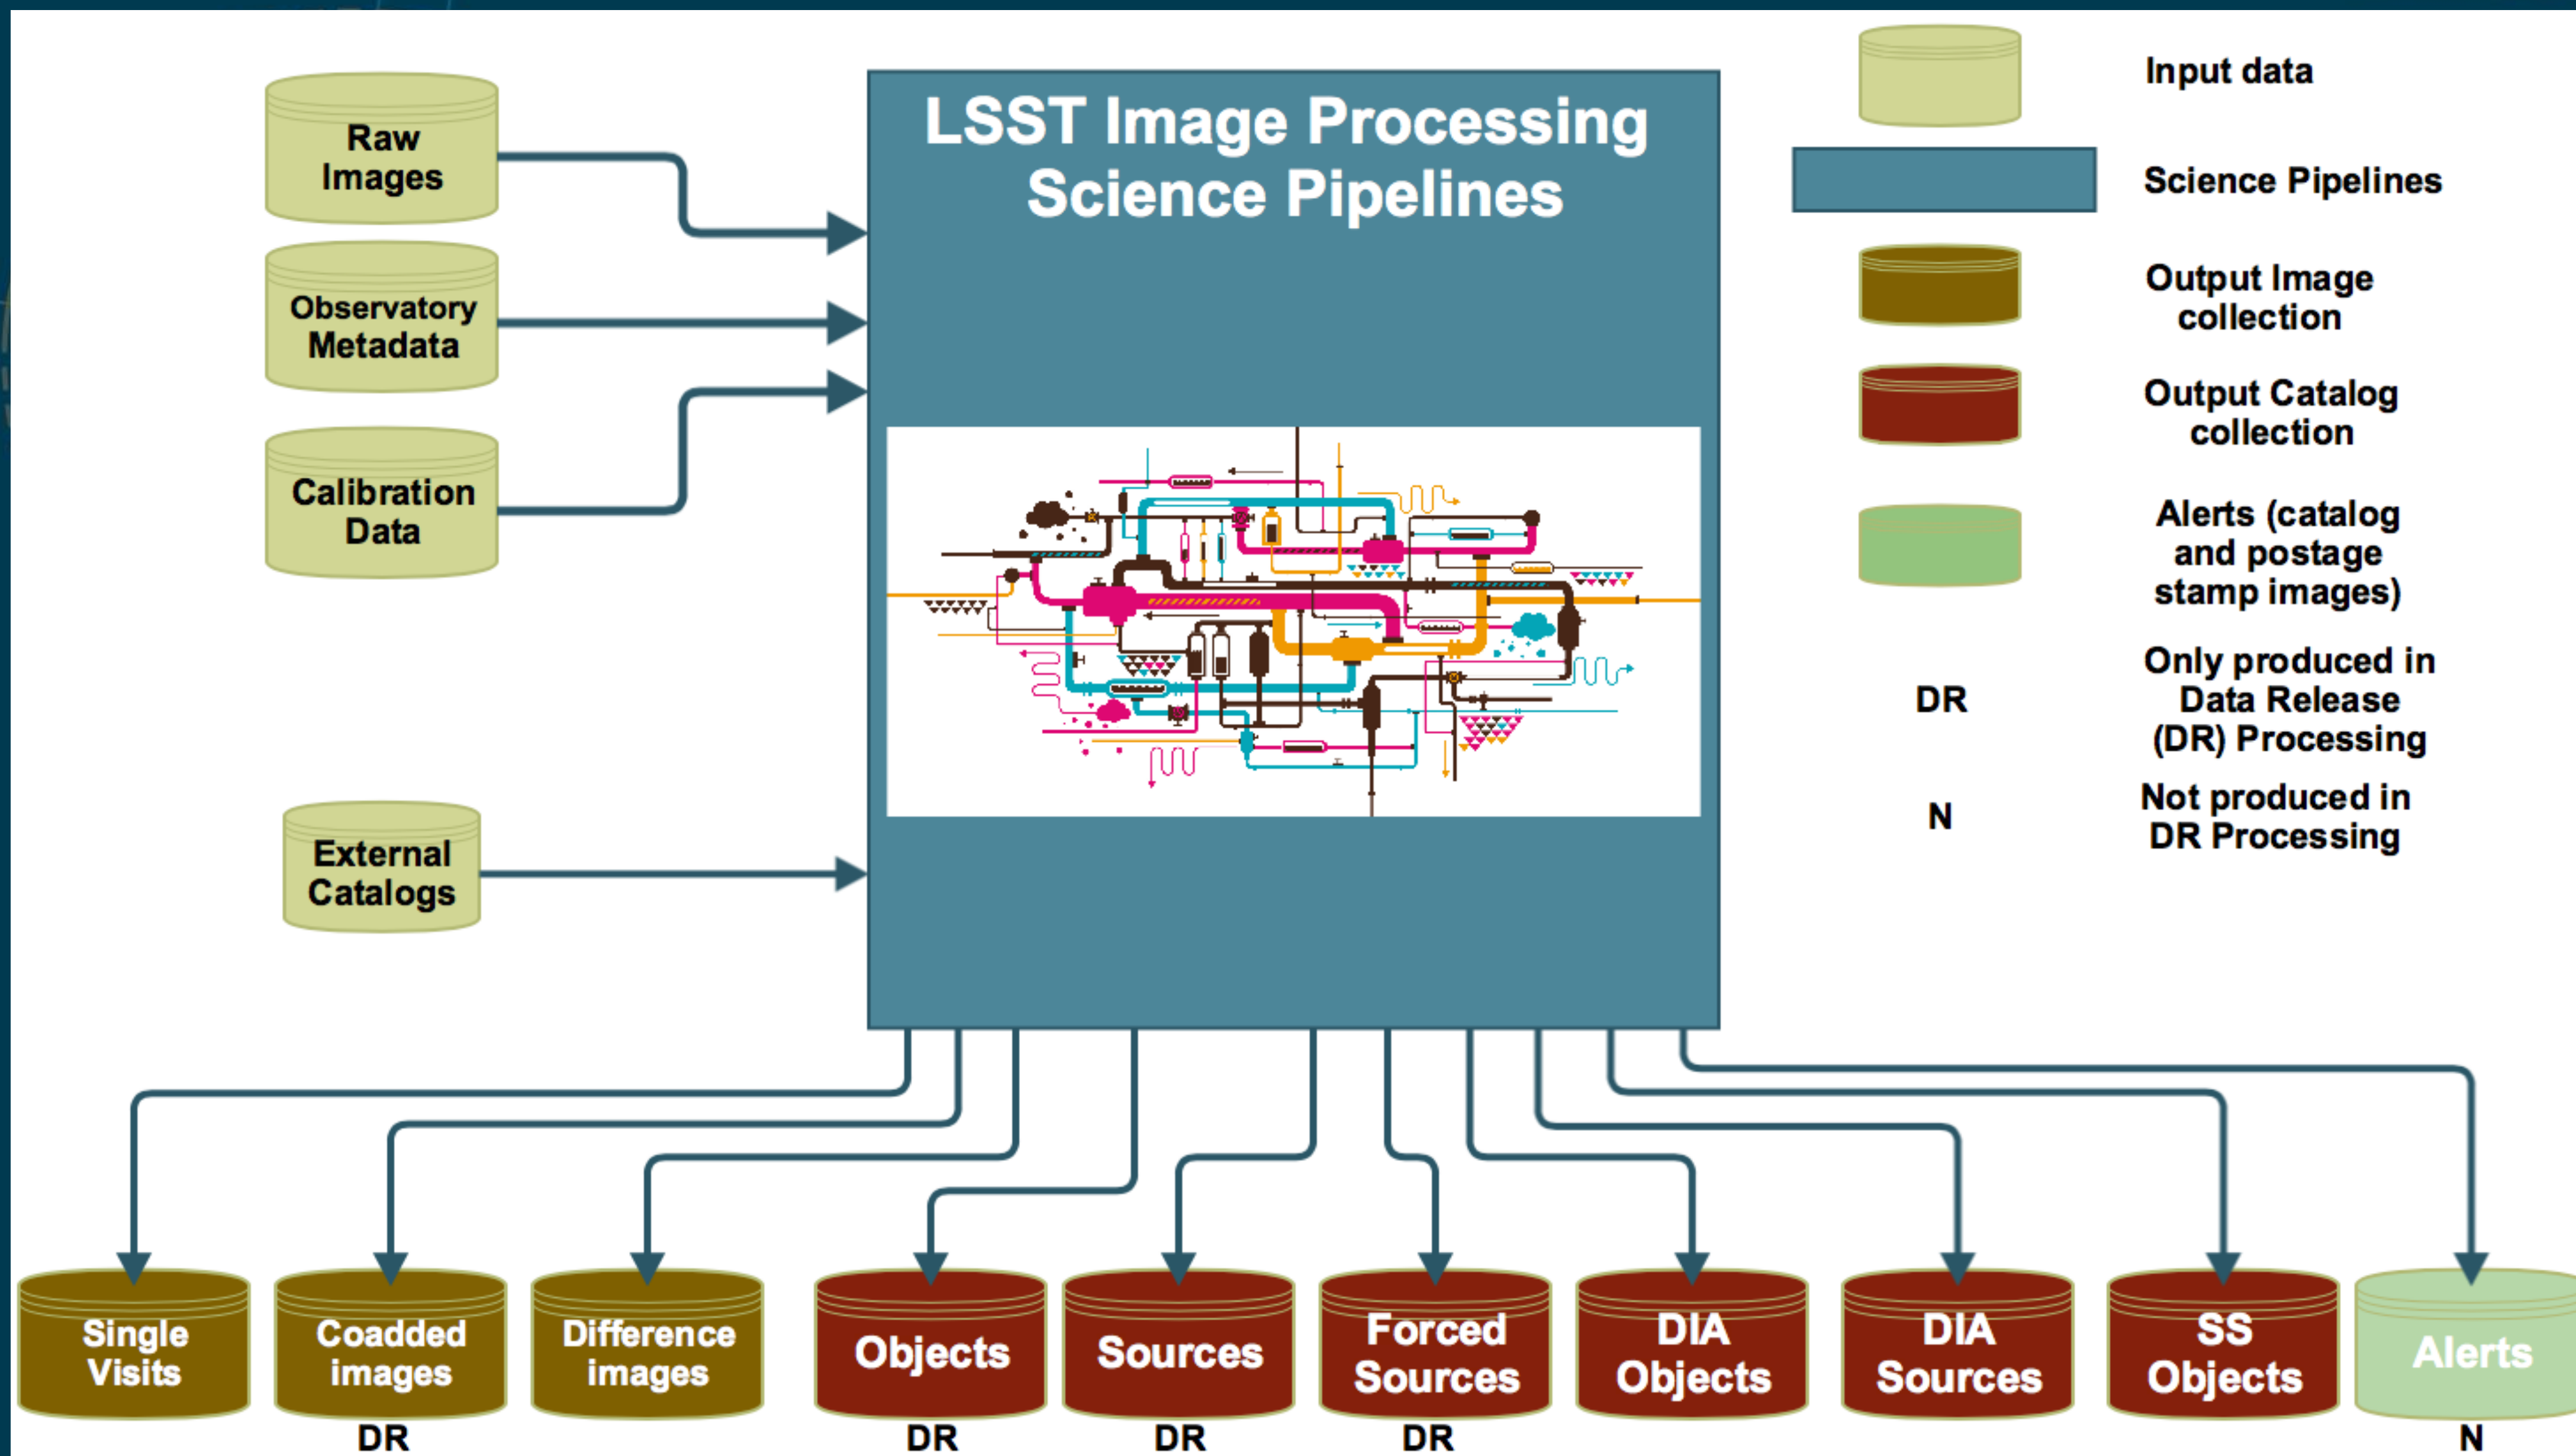 LSST Image Processing
Science Pipelines
Raw
Images
Observatory
Metadata
Calibration
Data
External
Catalogs
Input data
Science Pipelines
Output Image
collection
Output Catalog
collection
Alerts (catalog
and postage
stamp images)
DR
Only produced in
Data Release
(DR) Processing
N
Not produced in
DR Processing
Single
Visits
Coadded
images
DR
Difference
images
Objects
DR
Sources
DR
Forced
Sources
DR
DIA
Objects
DIA
Sources
SS
Objects
Alerts
N